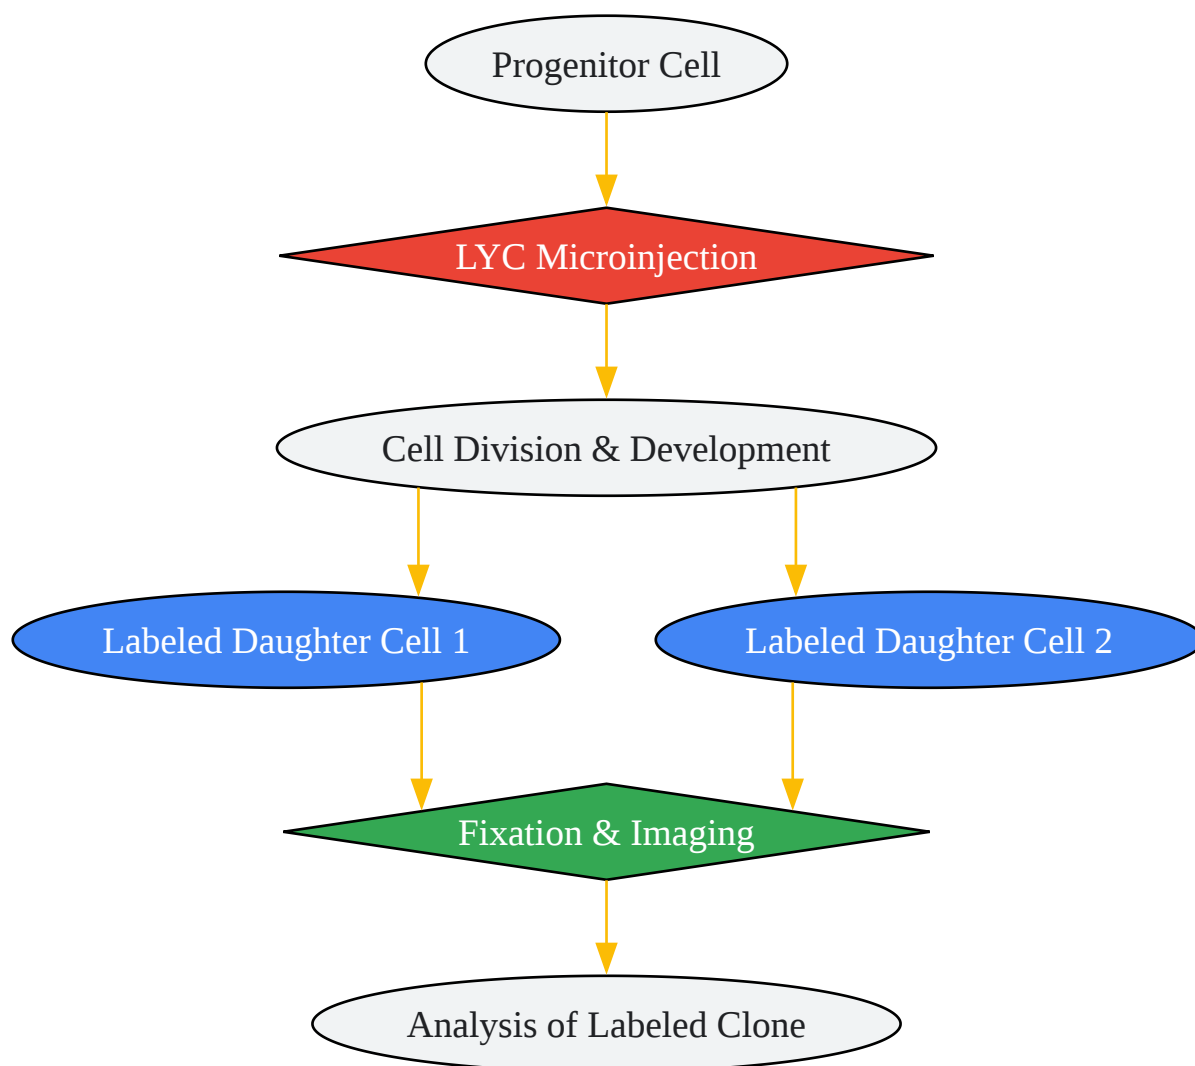 Progenitor Cell
LYC Microinjection
Cell Division & Development
Labeled Daughter Cell 1
Labeled Daughter Cell 2
Fixation & Imaging
Analysis of Labeled Clone